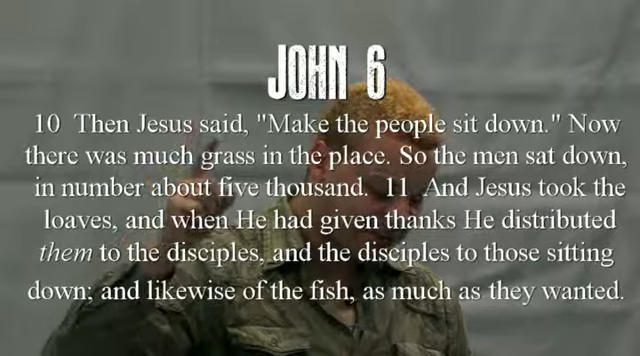 JOHN 6
10 Then Jesus said, "Make the people sit down." Now
there was much grass in the place. So the men sat down,
in number about five thousand. 11 And Jesus took the
loaves, and when He had given thanks He distributed
them to the disciples, and the disciples to those sitting
down; and likewise of the fish, as much as they wanted.